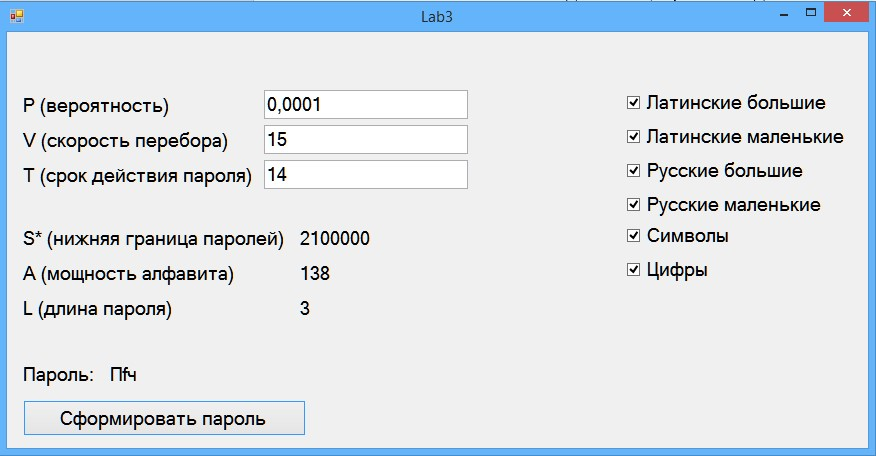 Lab3
P (вероятность) 0,0001
V (скорость перебора) 15
T (срок действия пароля) 14
S* (нижняя граница паролей) 2100000
A (мощность алфавита) 138
L (длина пароля) 3
Пароль: Пfч
Сформировать пароль
Латинские большие
Латинские маленькие
Русские большие
Русские маленькие
Символы
Цифры